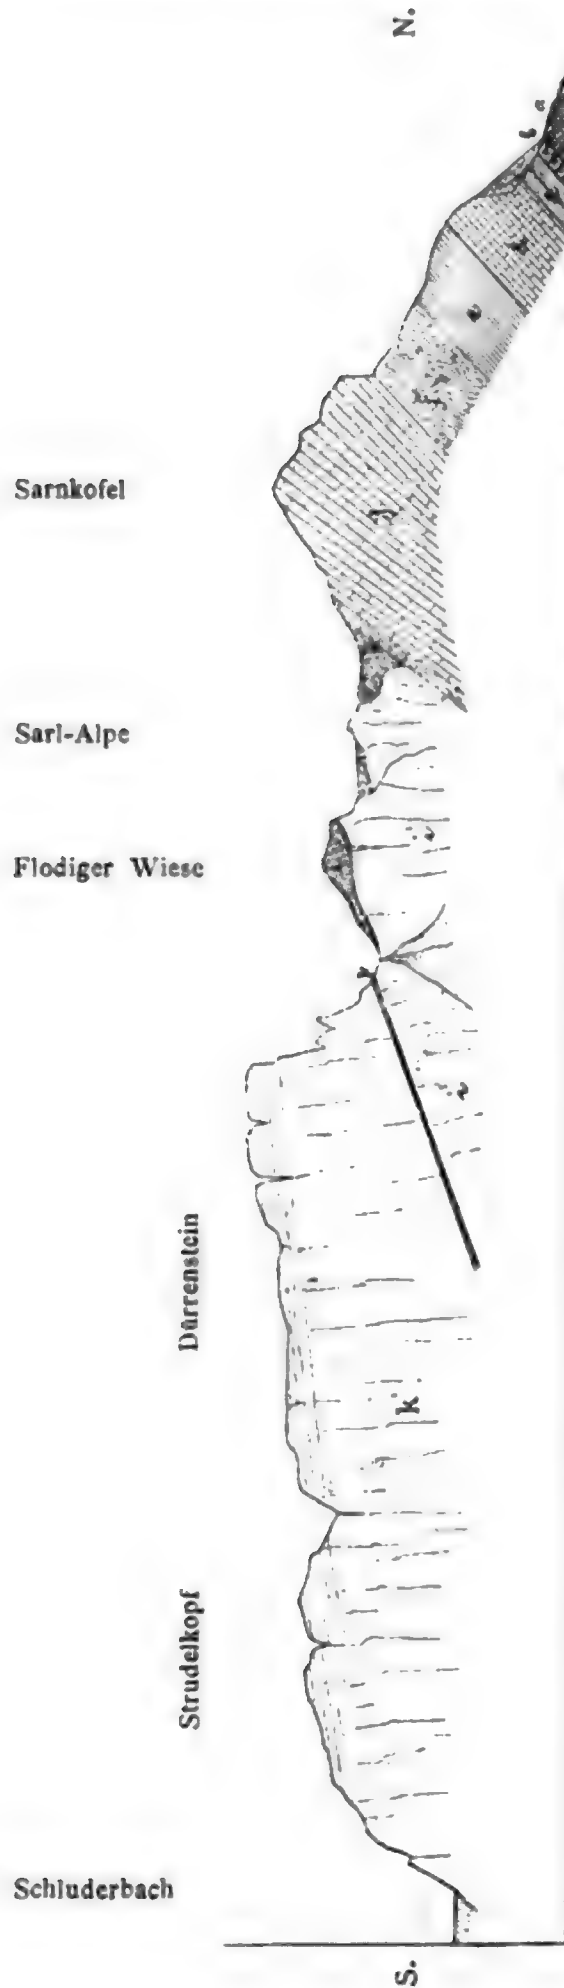 N.
Sarnkofel
Sarl-Alpe
Flodiger Wiese
Dürrenstein
k
Strudelkopf
Schluderbach
S.